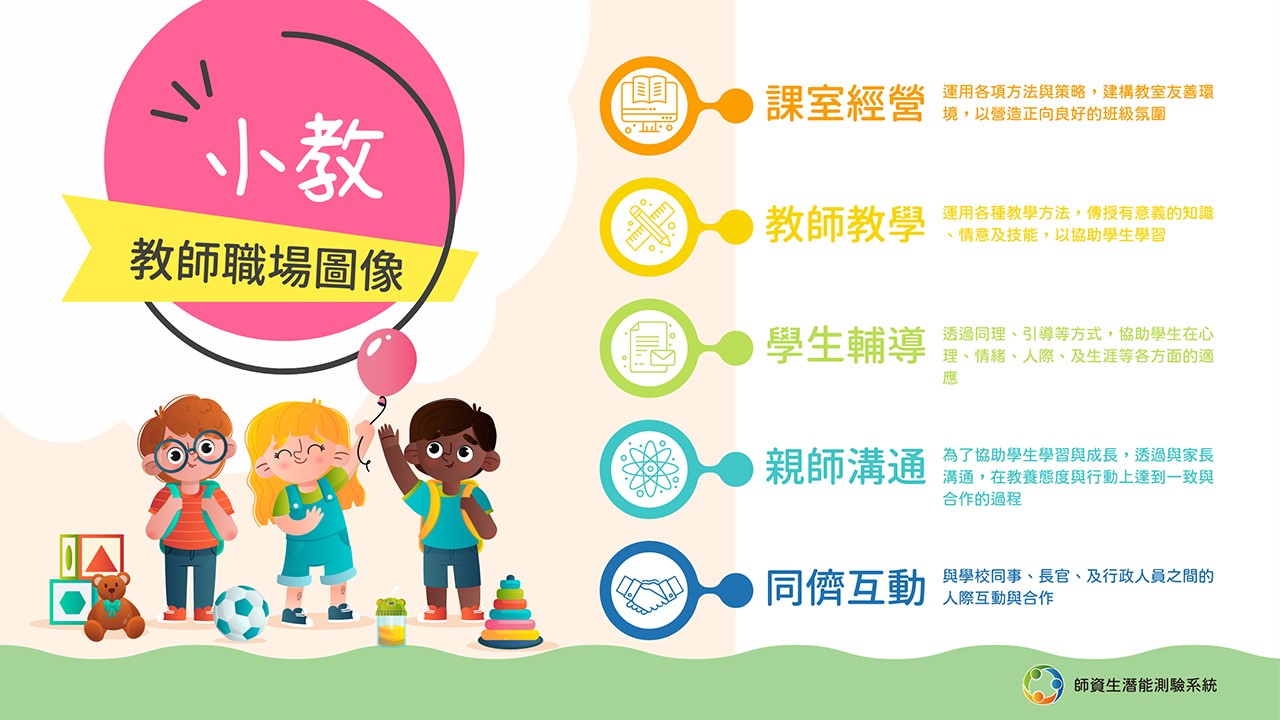 小教
教師職場圖像
課室經營
運用各項方法與策略，建構教室友善環
境，以營造正向良好的班級氛圍
教師教學
運用各種教學方法，傳授有意義的知識
、情意及技能，以協助學生學習
學生輔導
透過同理、引導等方式，協助學生在心
理、情緒、人際、及生涯等各方面的適
應
親師溝通
為了協助學生學習與成長，透過與家長
溝通，在教養態度與行動上達到一致與
合作的過程
同儕互動
與學校同事、長官、及行政人員之間的
人際互動與合作
師資生潛能測驗系統